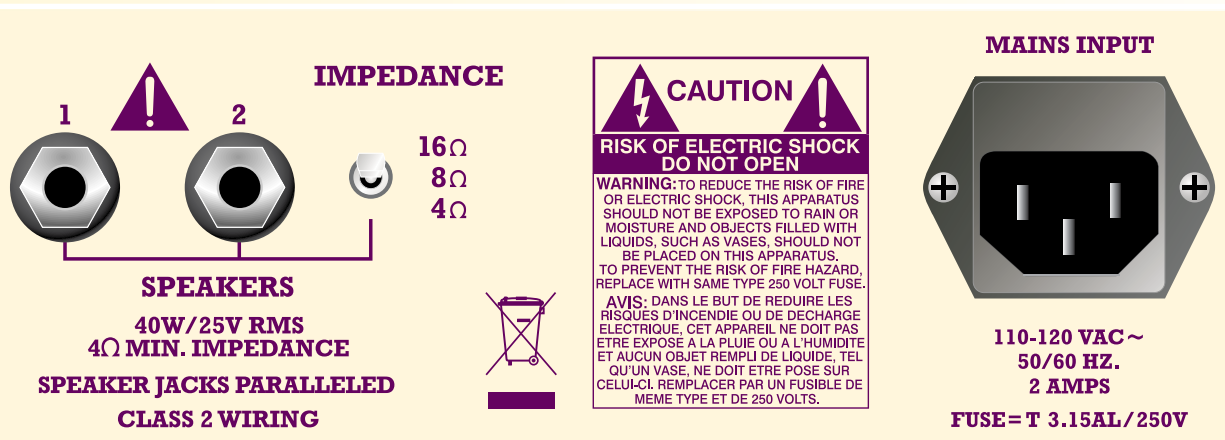 1
2
IMPEDANCE
16Ω
8Ω
4Ω
SPEAKERS
40W/25V RMS
4Ω MIN. IMPEDANCE
SPEAKER JACKS PARALLELED
CLASS 2 WIRING
CAUTION
RISK OF ELECTRIC SHOCK
DO NOT OPEN
WARNING: TO REDUCE THE RISK OF FIRE
OR ELECTRIC SHOCK, THIS APPARATUS
SHOULD NOT BE EXPOSED TO RAIN OR
MOISTURE AND OBJECTS FILLED WITH
LIQUIDS, SUCH AS VASES, SHOULD NOT
BE PLACED ON THIS APPARATUS.
TO PREVENT THE RISK OF FIRE HAZARD,
REPLACE WITH SAME TYPE 250 VOLT FUSE.
AVIS: DANS LE BUT DE REDUIRE LES
RISQUES D'INCENDIE OU DE DECHARGE
ELECTRIQUE, CET APPAREIL NE DOIT PAS
ETRE EXPOSE A LA PLUIE OU A L'HUMIDITE
ET AUCUN OBJET REMPLI DE LIQUIDE, TEL
QU'UN VASE, NE DOIT ETRE POSE SUR
CELUI-CI. REMPLACER PAR UN FUSIBLE DE
MEME TYPE ET DE 250 VOLTS.
MAINS INPUT
110-120 VAC~
50/60 HZ.
2 AMPS
FUSE=T 3.15AL/250V